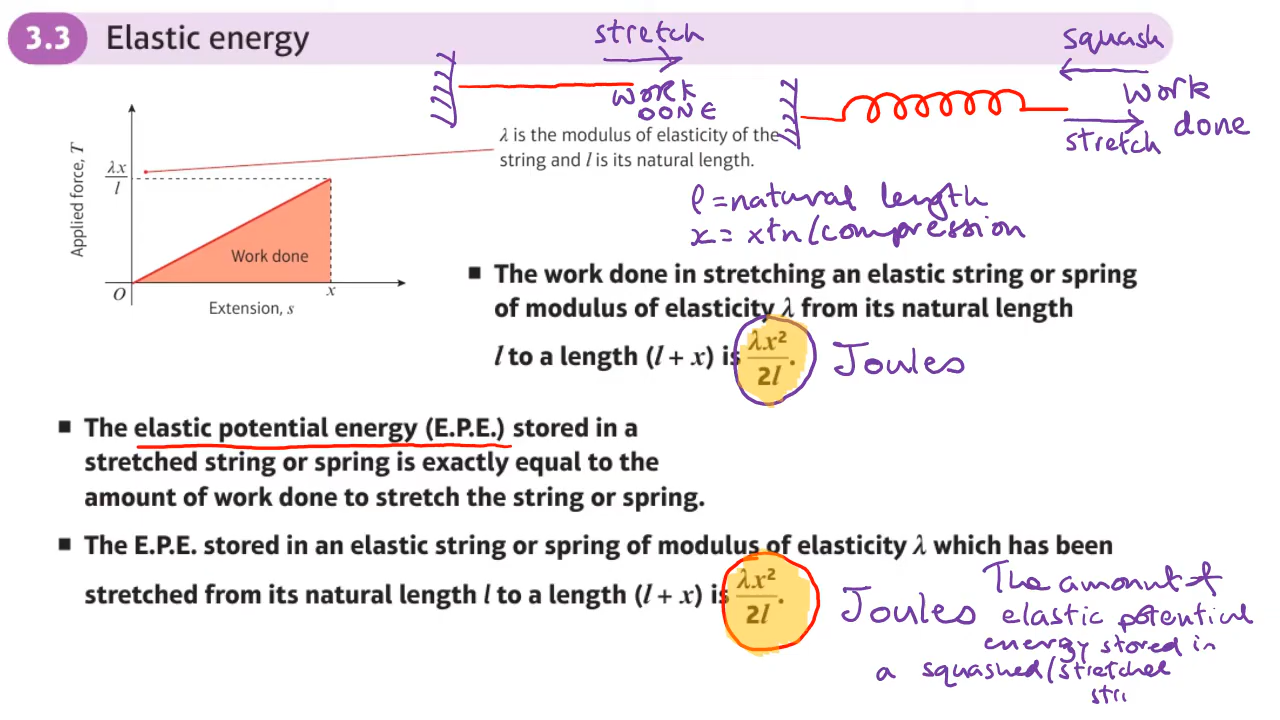 3.3 Elastic energy
stretch
WORK
DONE
squash
work
done
stretch
λ is the modulus of elasticity of the
string and l is its natural length.
Applied force, T
λx
l
Work done
O
x
Extension, s
l = natural length
x = xtn/compression
■ The work done in stretching an elastic string or spring
of modulus of elasticity λ from its natural length
l to a length (l + x) is λx²/2l. Joules
■ The elastic potential energy (E.P.E.) stored in a
stretched string or spring is exactly equal to the
amount of work done to stretch the string or spring.
■ The E.P.E. stored in an elastic string or spring of modulus of elasticity λ which has been
stretched from its natural length l to a length (l + x) is λx²/2l. Joules
The amount of
elastic potential
energy stored in
a squashed/stretched
stri